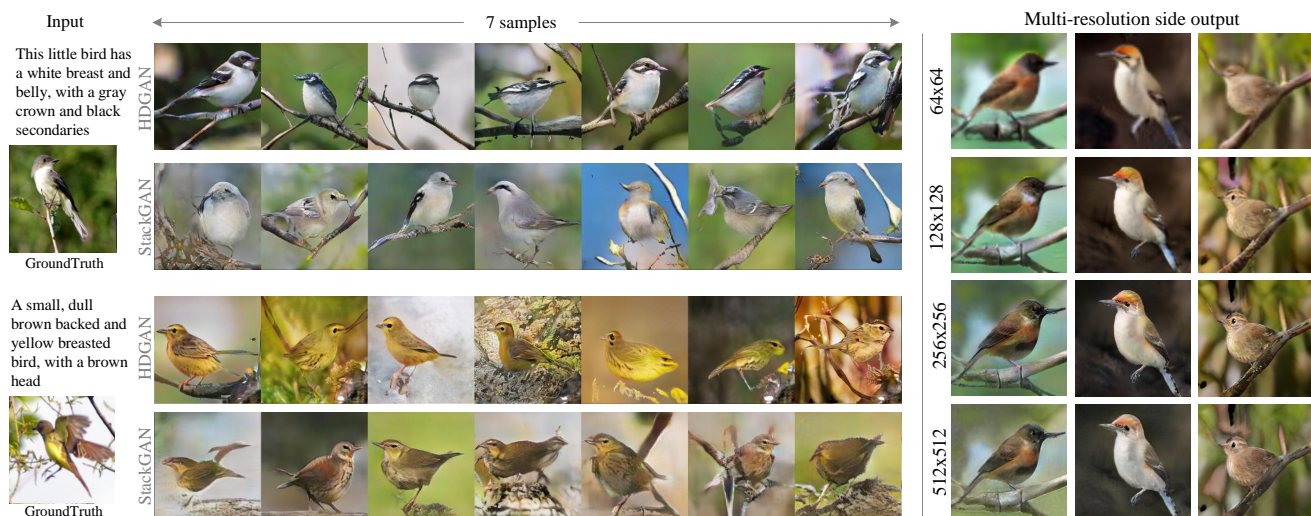 Input
7 samples
Multi-resolution side output
This little bird has
a white breast and
belly, with a gray
crown and black
secondaries
GroundTruth
HDGAN
StackGAN
A small, dull
brown backed and
yellow breasted
bird, with a brown
head
GroundTruth
HDGAN
StackGAN
64x64
128x128
256x256
512x512